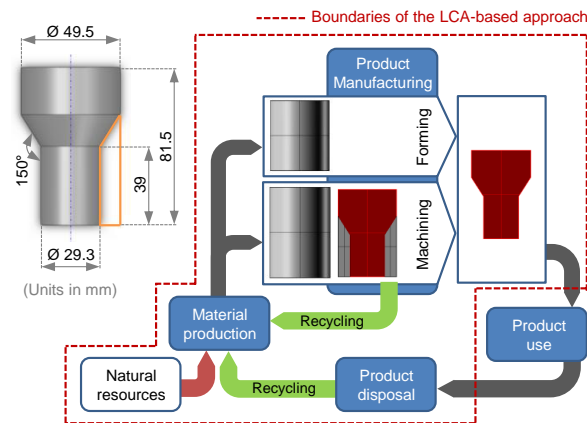 Boundaries of the LCA-based approach
Ø 49.5
Product
Manufacturing
Forming
81.5
150°
39
Machining
Ø 29.3
(Units in mm)
Material
production
Recycling
Product
use
Natural
resources
Recycling
Product
disposal